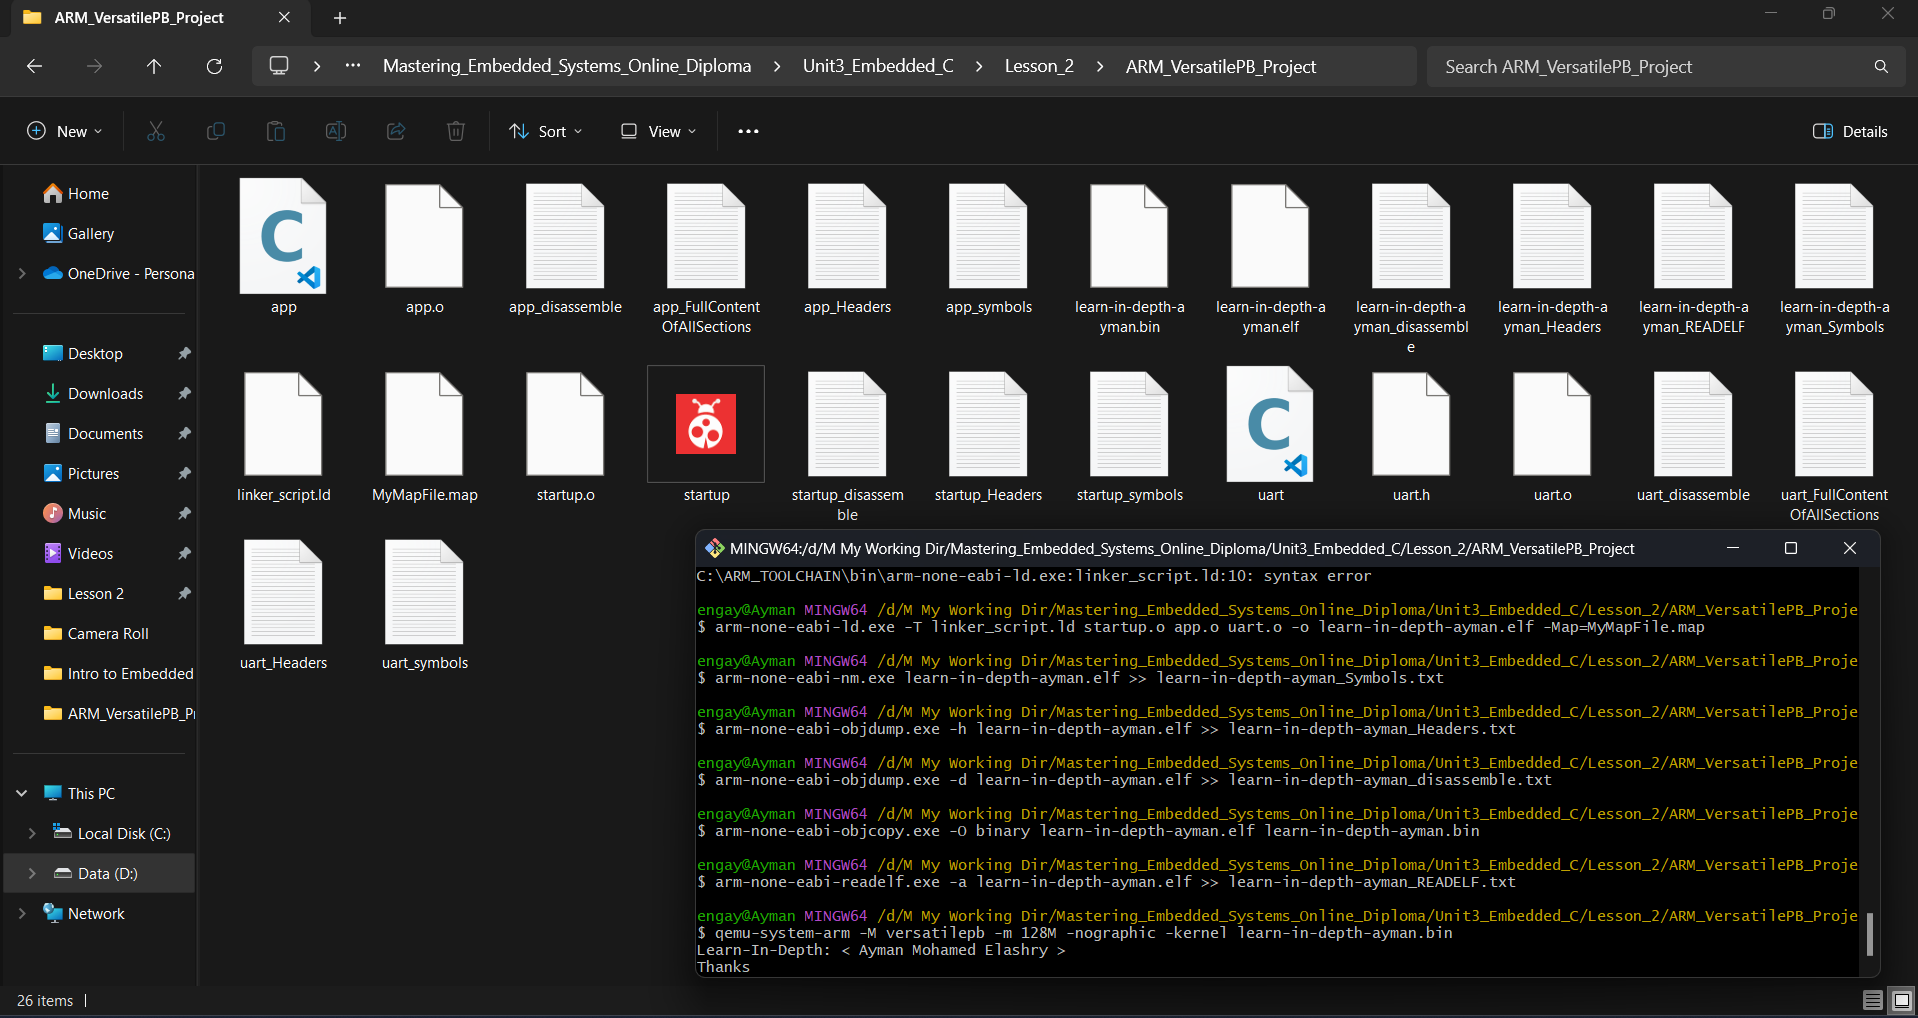 ARM_VersatilePB_Project
Mastering_Embedded_Systems_Online_Diploma > Unit3_Embedded_C > Lesson_2 > ARM_VersatilePB_Project
Search ARM_VersatilePB_Project
New
Sort
View
Details
Home
Gallery
OneDrive - Persona
Desktop
Downloads
Documents
Pictures
Music
Videos
Lesson 2
Camera Roll
Intro to Embedded
ARM_VersatilePB_P
This PC
Local Disk (C:)
Data (D:)
Network
app
app.o
app_disassemble
app_FullContent
OfAllSections
app_Headers
app_symbols
learn-in-depth-a
yman.bin
learn-in-depth-a
yman.elf
learn-in-depth-a
yman_disassembl
e
learn-in-depth-a
yman_Headers
learn-in-depth-a
yman_READELF
learn-in-depth-a
yman_Symbols
linker_script.ld
MyMapFile.map
startup.o
startup
startup_disassem
ble
startup_Headers
startup_symbols
uart
uart.h
uart.o
uart_disassemble
uart_FullContent
OfAllSections
uart_Headers
uart_symbols
MINGW64:/d/M My Working Dir/Mastering_Embedded_Systems_Online_Diploma/Unit3_Embedded_C/Lesson_2/ARM_VersatilePB_Project
C:\ARM_TOOLCHAIN\bin\arm-none-eabi-ld.exe:linker_script.ld:10: syntax error
engay@Ayman MINGW64 /d/M My Working Dir/Mastering_Embedded_Systems_Online_Diploma/Unit3_Embedded_C/Lesson_2/ARM_VersatilePB_Proje
$ arm-none-eabi-ld.exe -T linker_script.ld startup.o app.o uart.o -o learn-in-depth-ayman.elf -Map=MyMapFile.map
engay@Ayman MINGW64 /d/M My Working Dir/Mastering_Embedded_Systems_Online_Diploma/Unit3_Embedded_C/Lesson_2/ARM_VersatilePB_Proje
$ arm-none-eabi-nm.exe learn-in-depth-ayman.elf >> learn-in-depth-ayman_Symbols.txt
engay@Ayman MINGW64 /d/M My Working Dir/Mastering_Embedded_Systems_Online_Diploma/Unit3_Embedded_C/Lesson_2/ARM_VersatilePB_Proje
$ arm-none-eabi-objdump.exe -h learn-in-depth-ayman.elf >> learn-in-depth-ayman_Headers.txt
engay@Ayman MINGW64 /d/M My Working Dir/Mastering_Embedded_Systems_Online_Diploma/Unit3_Embedded_C/Lesson_2/ARM_VersatilePB_Proje
$ arm-none-eabi-objdump.exe -d learn-in-depth-ayman.elf >> learn-in-depth-ayman_disassemble.txt
engay@Ayman MINGW64 /d/M My Working Dir/Mastering_Embedded_Systems_Online_Diploma/Unit3_Embedded_C/Lesson_2/ARM_VersatilePB_Proje
$ arm-none-eabi-objcopy.exe -O binary learn-in-depth-ayman.elf learn-in-depth-ayman.bin
engay@Ayman MINGW64 /d/M My Working Dir/Mastering_Embedded_Systems_Online_Diploma/Unit3_Embedded_C/Lesson_2/ARM_VersatilePB_Proje
$ arm-none-eabi-readelf.exe -a learn-in-depth-ayman.elf >> learn-in-depth-ayman_READELF.txt
engay@Ayman MINGW64 /d/M My Working Dir/Mastering_Embedded_Systems_Online_Diploma/Unit3_Embedded_C/Lesson_2/ARM_VersatilePB_Proje
$ qemu-system-arm -M versatilepb -m 128M -nographic -kernel learn-in-depth-ayman.bin
Learn-In-Depth: < Ayman Mohamed Elashry >
Thanks
26 items